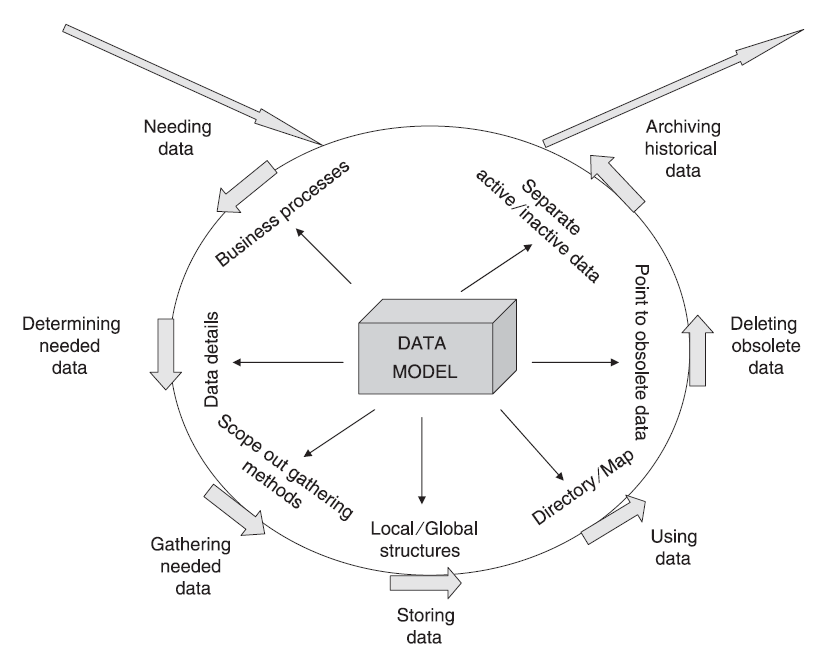 Needing
data
Archiving
historical
data
Business processes
Separate
active/inactive data
Determining
needed
data
Data details
DATA
MODEL
Point to obsolete data
Deleting
obsolete
data
Scope out gathering
methods
Directory/Map
Local/Global
structures
Gathering
needed
data
Using
data
Storing
data